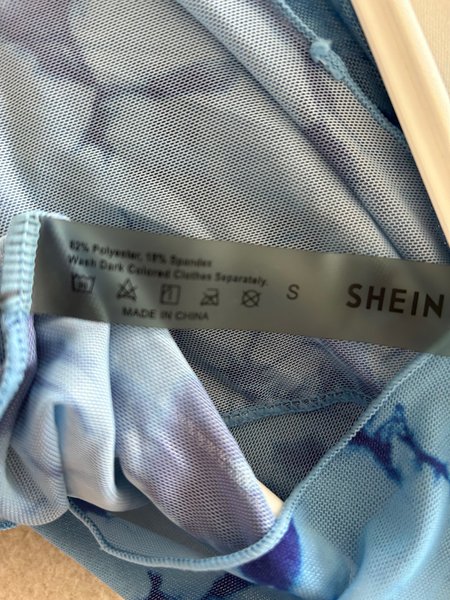 82% Polyester, 18% Spandex
Wash Dark Colored Clothes Separately.
S SHEIN
MADE IN CHINA